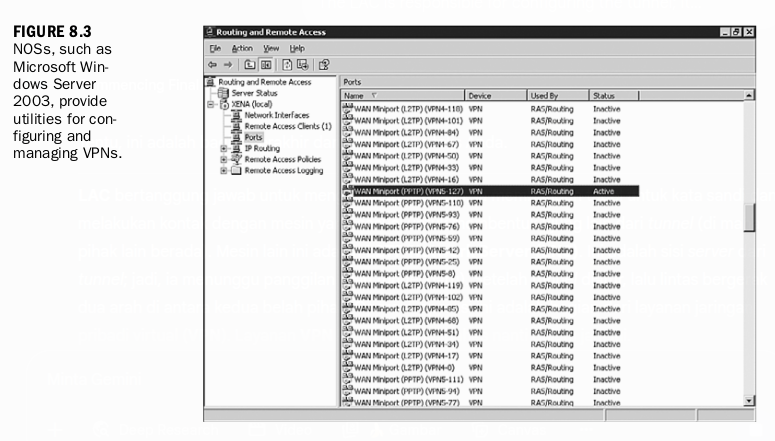 FIGURE 8.3
NOSs, such as
Microsoft Win-
dows Server
2003, provide
utilities for con-
figuring and
managing VPNs.
Routing and Remote Access
File Action View Help
Routing and Remote Access
Server Status
XENA (local)
Network Interfaces
Remote Access Clients (1)
Ports
IP Routing
Remote Access Policies
Remote Access Logging
Ports
Name Device Used By Status
WAN Miniport (L2TP) (VPN4-118) VPN RAS/Routing Inactive
WAN Miniport (L2TP) (VPN4-101) VPN RAS/Routing Inactive
WAN Miniport (L2TP) (VPN4-84) VPN RAS/Routing Inactive
WAN Miniport (L2TP) (VPN4-67) VPN RAS/Routing Inactive
WAN Miniport (L2TP) (VPN4-50) VPN RAS/Routing Inactive
WAN Miniport (L2TP) (VPN4-33) VPN RAS/Routing Inactive
WAN Miniport (L2TP) (VPN4-16) VPN RAS/Routing Inactive
WAN Miniport (PPTP) (VPN5-127) VPN RAS/Routing Active
WAN Miniport (PPTP) (VPN5-110) VPN RAS/Routing Inactive
WAN Miniport (PPTP) (VPN5-93) VPN RAS/Routing Inactive
WAN Miniport (PPTP) (VPN5-76) VPN RAS/Routing Inactive
WAN Miniport (PPTP) (VPN5-59) VPN RAS/Routing Inactive
WAN Miniport (PPTP) (VPN5-42) VPN RAS/Routing Inactive
WAN Miniport (PPTP) (VPN5-25) VPN RAS/Routing Inactive
WAN Miniport (PPTP) (VPN5-8) VPN RAS/Routing Inactive
WAN Miniport (L2TP) (VPN4-119) VPN RAS/Routing Inactive
WAN Miniport (L2TP) (VPN4-102) VPN RAS/Routing Inactive
WAN Miniport (L2TP) (VPN4-85) VPN RAS/Routing Inactive
WAN Miniport (L2TP) (VPN4-68) VPN RAS/Routing Inactive
WAN Miniport (L2TP) (VPN4-51) VPN RAS/Routing Inactive
WAN Miniport (L2TP) (VPN4-34) VPN RAS/Routing Inactive
WAN Miniport (L2TP) (VPN4-17) VPN RAS/Routing Inactive
WAN Miniport (L2TP) (VPN4-0) VPN RAS/Routing Inactive
WAN Miniport (PPTP) (VPN5-111) VPN RAS/Routing Inactive
WAN Miniport (PPTP) (VPN5-94) VPN RAS/Routing Inactive
WAN Miniport (PPTP) (VPN5-77) VPN RAS/Routing Inactive